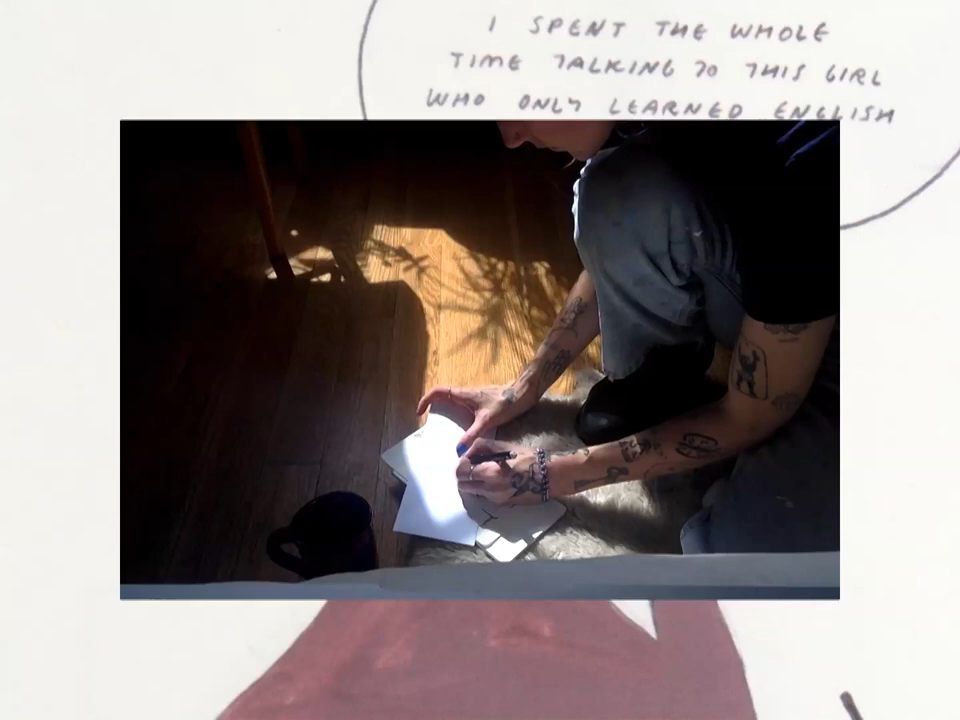 I SPENT THE WHOLE
TIME TALKING TO THIS GIRL
WHO ONLY LEARNED ENGLISH